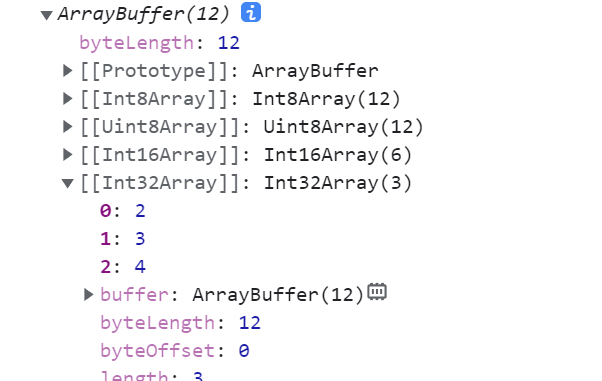 ArrayBuffer(12)
byteLength: 12
[[Prototype]]: ArrayBuffer
[[Int8Array]]: Int8Array(12)
[[Uint8Array]]: Uint8Array(12)
[[Int16Array]]: Int16Array(6)
[[Int32Array]]: Int32Array(3)
0: 2
1: 3
2: 4
buffer: ArrayBuffer(12)
byteLength: 12
byteOffset: 0
length: 3